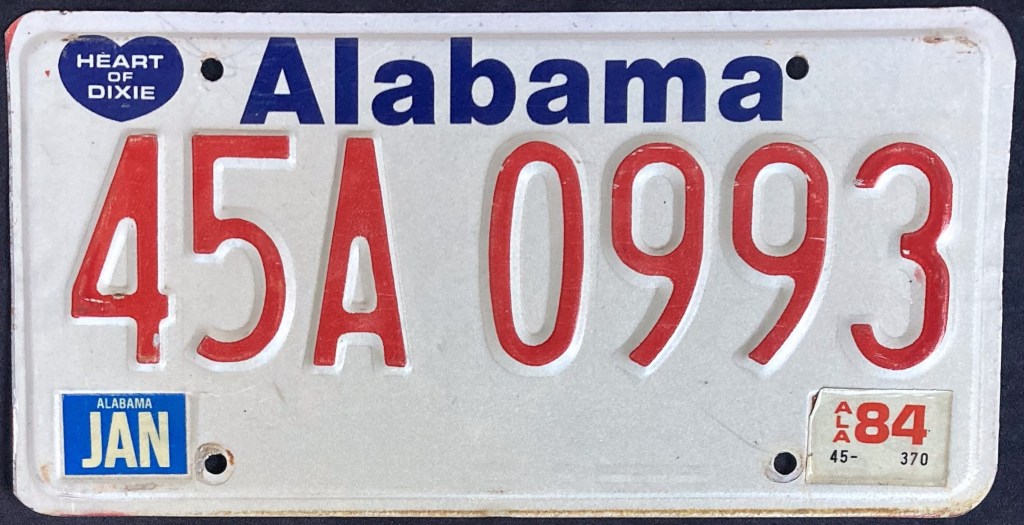 HEART
OF
DIXIE
Alabama
45A 0993
ALABAMA
JAN
ALA 84
45- 370